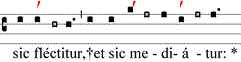 sic fléctitur,†et sic me - di- á - tur: *